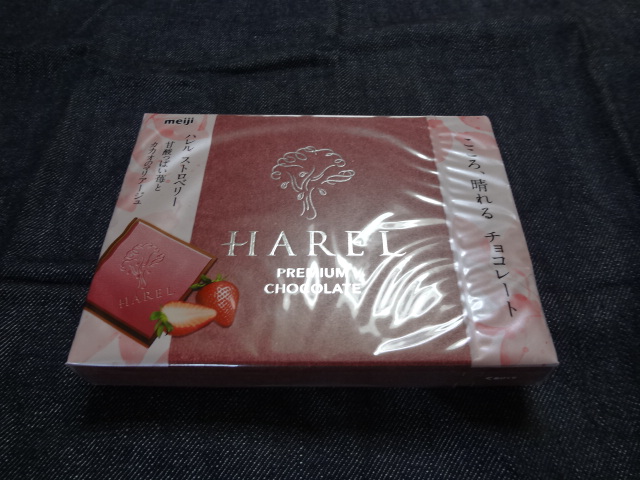 meiji
ハレル ストロベリー
甘酸っぱい苺と
カカオのマリアージュ
HAREL
PREMIUM
CHOCOLATE
こころ、晴れる チョコレート
HAREL